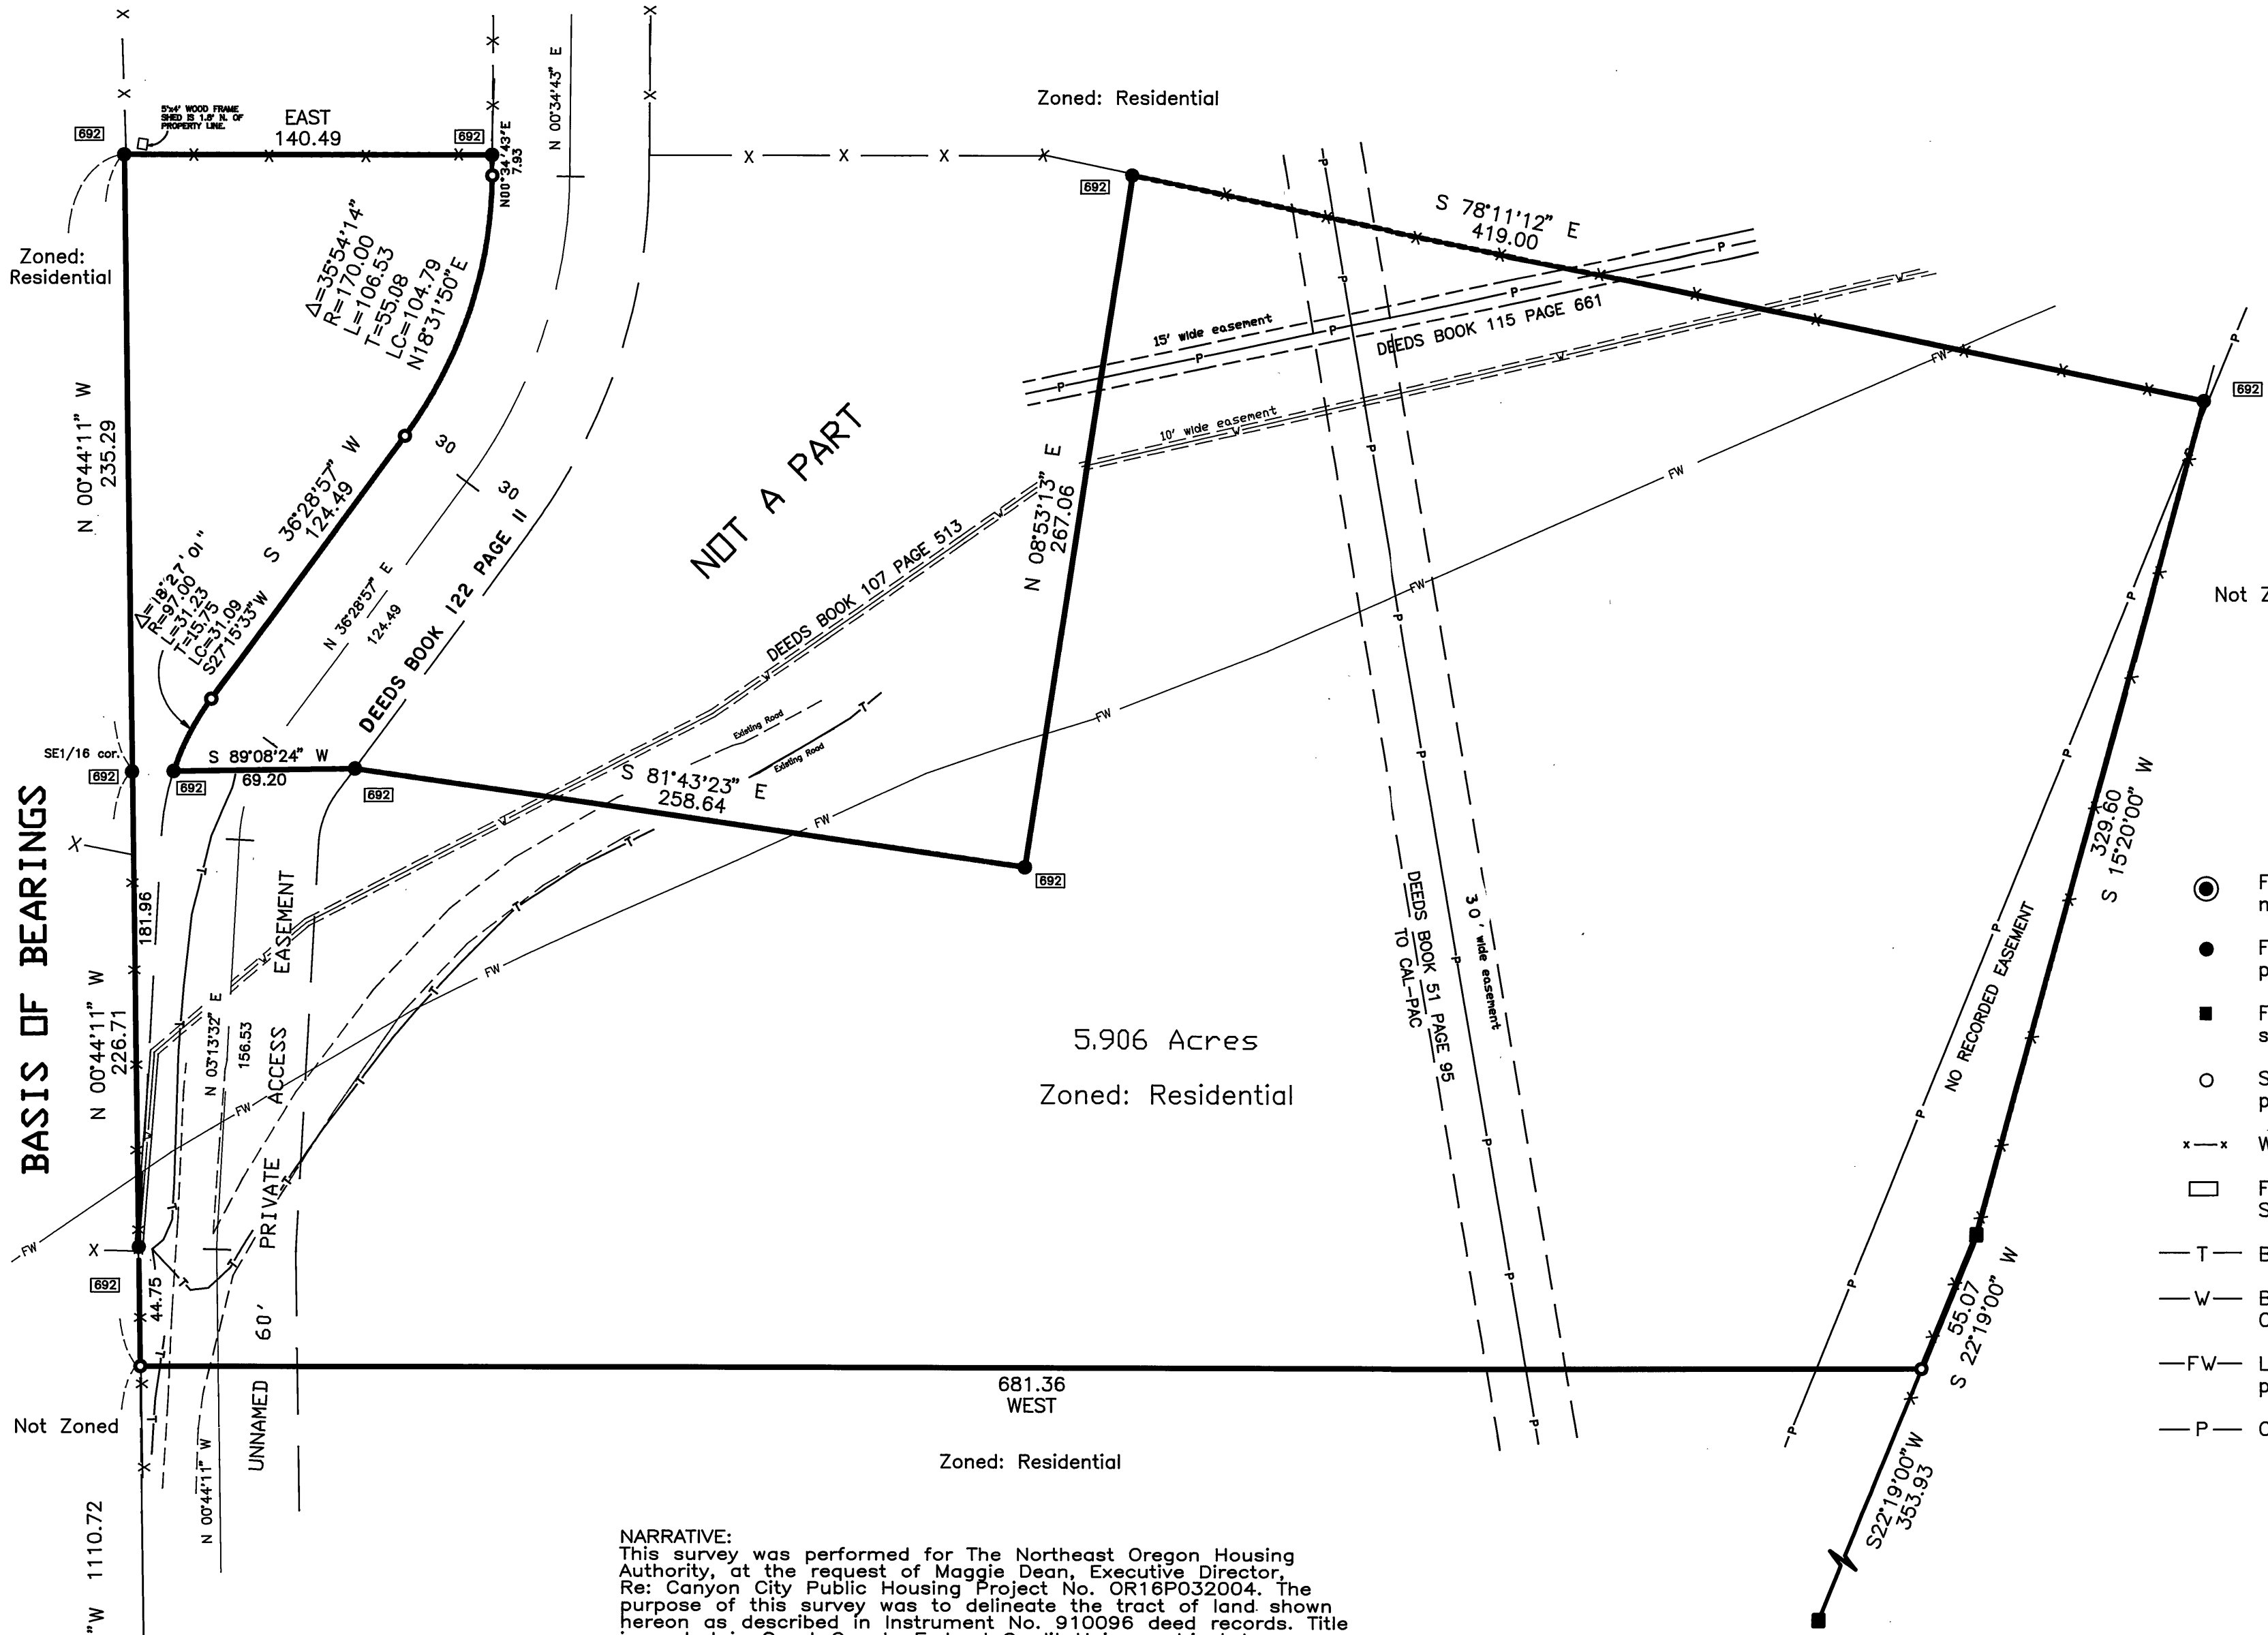 Zoned: Residential
5'x4' WOOD FRAME
SHED IS 1.8' N. OF
PROPERTY LINE.
EAST
140.49
692
692
N00°34'43"E
7.93
N 00°34'43" E
692
S 78°11'12" E
419.00
Zoned:
Residential
Δ=35°54'14"
R=170.00
L=106.53
T=55.08
LC=104.79
N18°31'50"E
15' wide easement
DEEDS BOOK 115 PAGE 661
10' wide easement
692
N 00°44'11" W
235.29
30
30
S 36°28'57" W
124.49
NOT A PART
N 08°53'13" E
267.06
DEEDS BOOK 107 PAGE 513
DEEDS BOOK 122 PAGE 11
N 36°28'57" E
124.49
Δ=18°27'01"
R=97.00
L=31.23
T=15.75
LC=31.09
S27°15'33"W
Not Z
SE1/16 cor.
692
692
S 89°08'24" W
69.20
692
Existing Road
Existing Road
S 81°43'23" E
258.64
692
BASIS OF BEARINGS
181.96
N 00°44'11" W
226.71
N 03°13'32" E
156.53
UNNAMED 60' PRIVATE ACCESS EASEMENT
5.906 Acres
Zoned: Residential
DEEDS BOOK 51 PAGE 95
TO CAL-PAC
30' wide easement
NO RECORDED EASEMENT
329.60
S 15°20'00" W
692
44.75
55.07
S 22°19'00" W
681.36
WEST
Not Zoned
Zoned: Residential
N 00°44'11" W
"W 1110.72
S22°19'00"W
353.93
F
n
F
p
F
s
S
p
x—x W
F
S
—T— B
—W— B
C
—FW— L
p
—P— C
NARRATIVE:
This survey was performed for The Northeast Oregon Housing
Authority, at the request of Maggie Dean, Executive Director,
Re: Canyon City Public Housing Project No. OR16P032004. The
purpose of this survey was to delineate the tract of land shown
hereon as described in Instrument No. 910096 deed records. Title